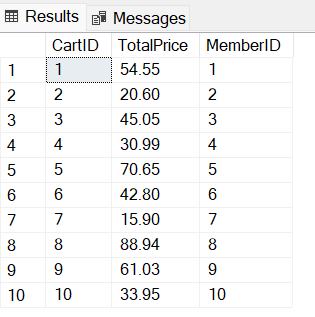 Results Messages
CartID TotalPrice MemberID
1 1 54.55 1
2 2 20.60 2
3 3 45.05 3
4 4 30.99 4
5 5 70.65 5
6 6 42.80 6
7 7 15.90 7
8 8 88.94 8
9 9 61.03 9
10 10 33.95 10